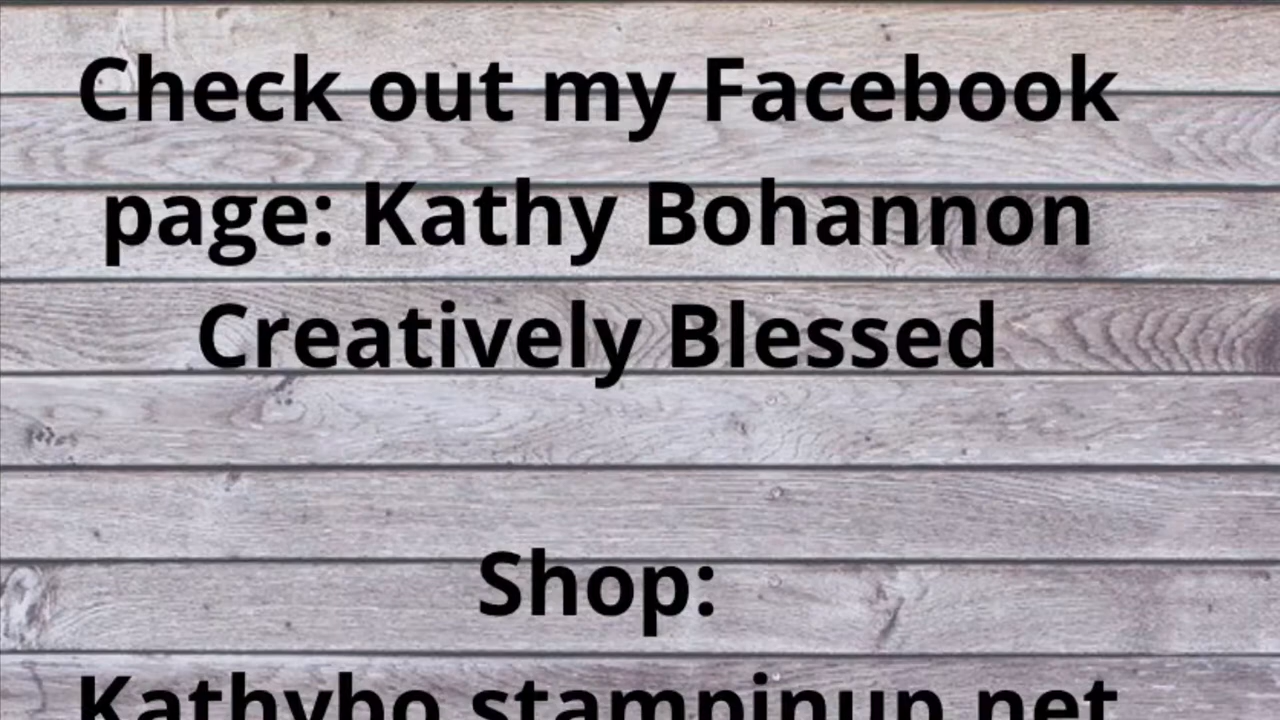 Check out my Facebook
page: Kathy Bohannon
Creatively Blessed
Shop:
Kathybo.stampinup.net